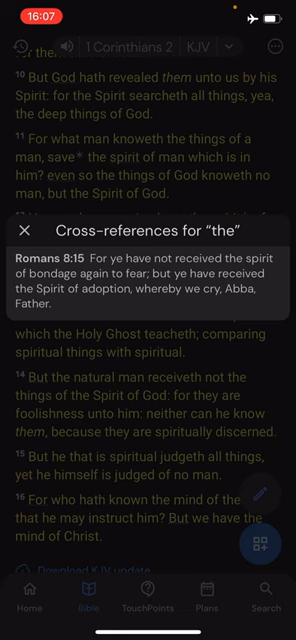 16:07
1 Corinthians 2 KJV
for them
10 But God hath revealed them unto us by his
Spirit: for the Spirit searcheth all things, yea,
the deep things of God.
11 For what man knoweth the things of a
man, save* the spirit of man which is in
him? even so the things of God knoweth no
man, but the Spirit of God.
Cross-references for “the”
Romans 8:15 For ye have not received the spirit
of bondage again to fear; but ye have received
the Spirit of adoption, whereby we cry, Abba,
Father.
which the Holy Ghost teacheth; comparing
spiritual things with spiritual.
14 But the natural man receiveth not the
things of the Spirit of God: for they are
foolishness unto him: neither can he know
them, because they are spiritually discerned.
15 But he that is spiritual judgeth all things,
yet he himself is judged of no man.
16 For who hath known the mind of the
that he may instruct him? But we have the
mind of Christ.
Download KJV update
Home Bible TouchPoints Plans Search